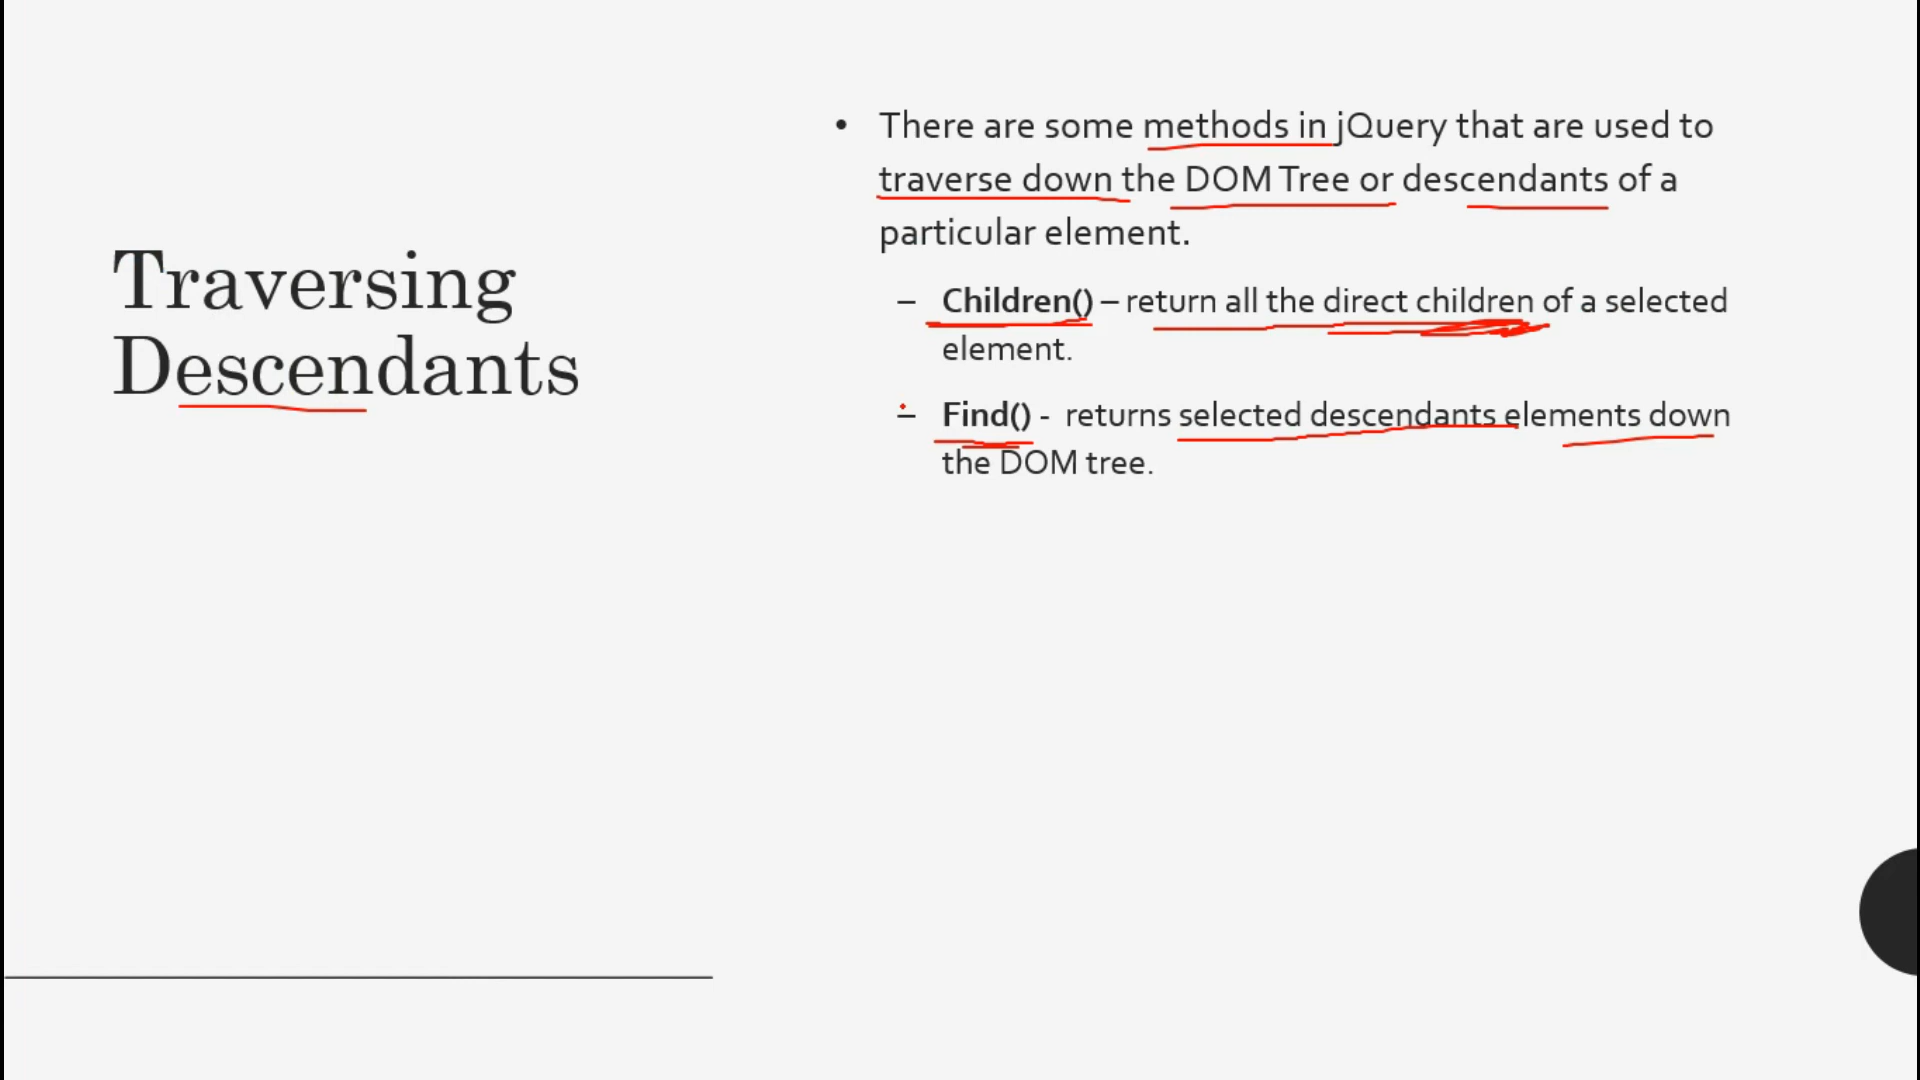 Traversing
Descendants
• There are some methods in jQuery that are used to
traverse down the DOM Tree or descendants of a
particular element.
– Children() – return all the direct children of a selected
element.
– Find() - returns selected descendants elements down
the DOM tree.